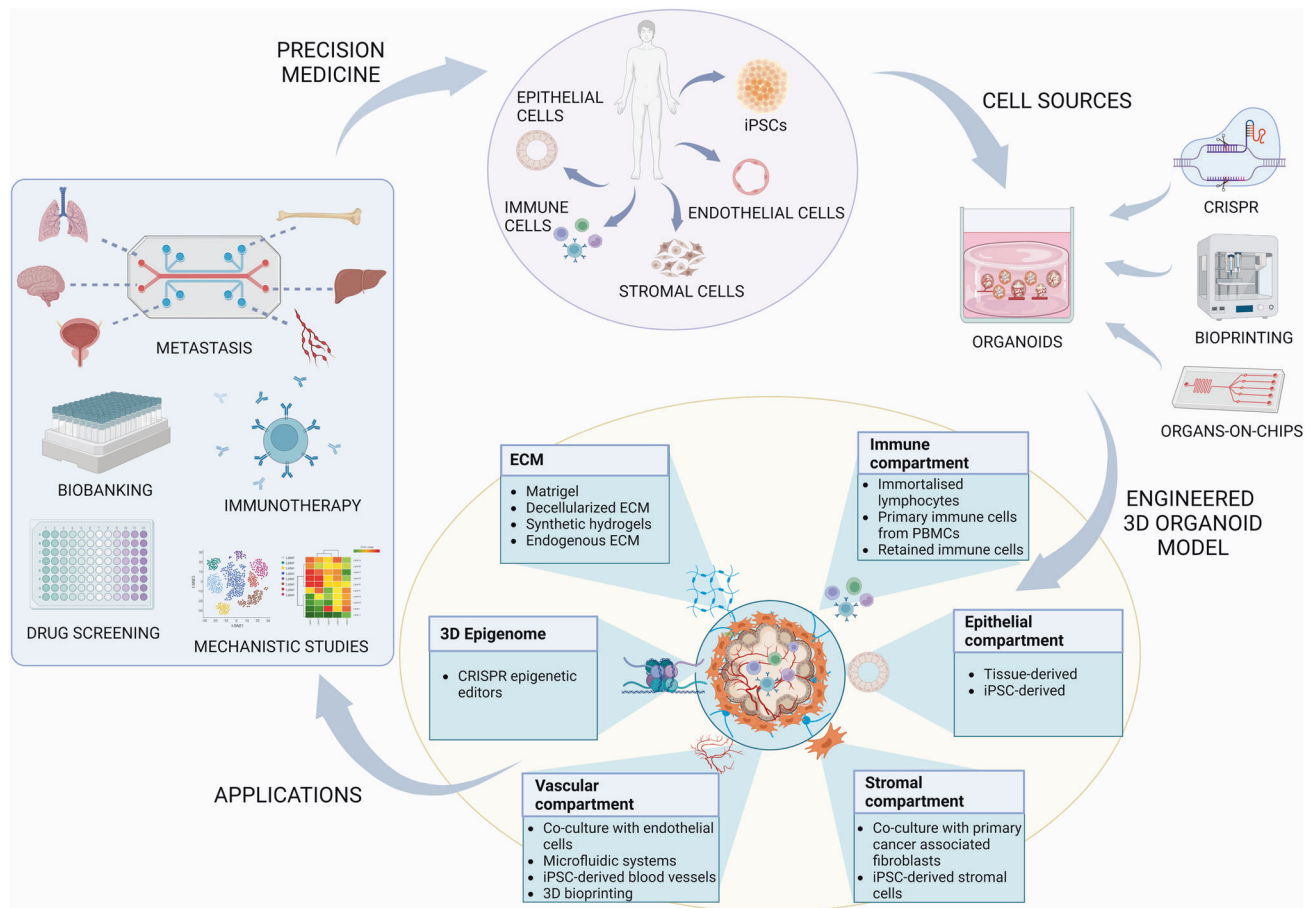 PRECISION
MEDICINE
EPITHELIAL
CELLS
iPSCs
IMMUNE
CELLS
ENDOTHELIAL CELLS
STROMAL CELLS
CELL SOURCES
CRISPR
BIOPRINTING
ORGANS-ON-CHIPS
ORGANOIDS
ENGINEERED
3D ORGANOID
MODEL
METASTASIS
BIOBANKING
IMMUNOTHERAPY
DRUG SCREENING
MECHANISTIC STUDIES
APPLICATIONS
ECM
• Matrigel
• Decellularized ECM
• Synthetic hydrogels
• Endogenous ECM
Immune
compartment
• Immortalised
lymphocytes
• Primary immune cells
from PBMCs
• Retained immune cells
3D Epigenome
• CRISPR epigenetic
editors
Epithelial
compartment
• Tissue-derived
• iPSC-derived
Vascular
compartment
• Co-culture with endothelial
cells
• Microfluidic systems
• iPSC-derived blood vessels
• 3D bioprinting
Stromal
compartment
• Co-culture with primary
cancer associated
fibroblasts
• iPSC-derived stromal
cells